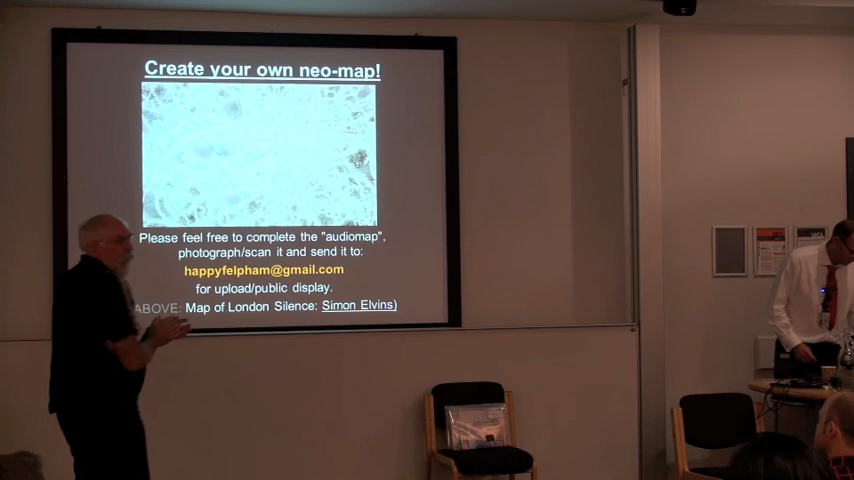 Create your own neo-map!
Please feel free to complete the "audiomap",
photograph/scan it and send it to:
happyfelpham@gmail.com
for upload/public display.
ABOVE: Map of London Silence: Simon Elvins)
UCL